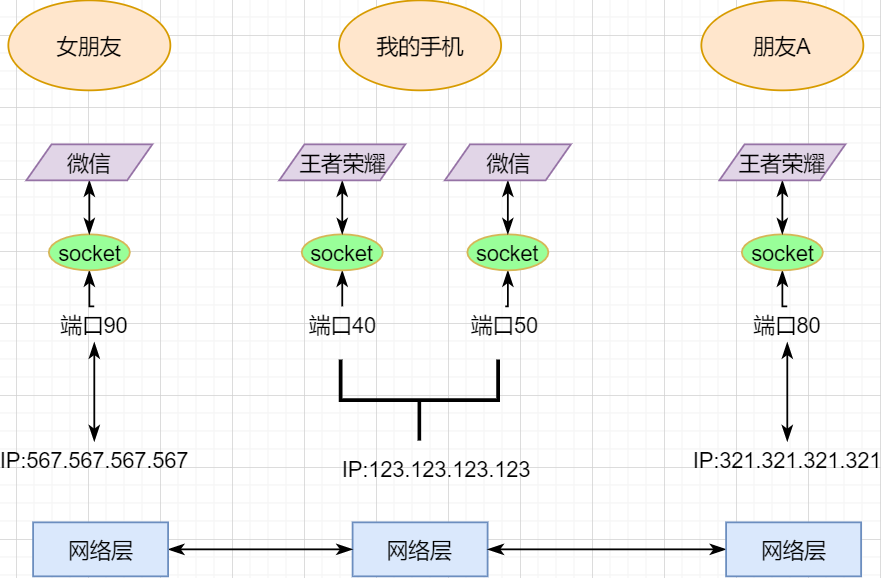 女朋友
我的手机
朋友A
微信
王者荣耀
微信
王者荣耀
socket
socket
socket
socket
端口90
端口40
端口50
端口80
IP:567.567.567.567
IP:123.123.123.123
IP:321.321.321.321
网络层
网络层
网络层